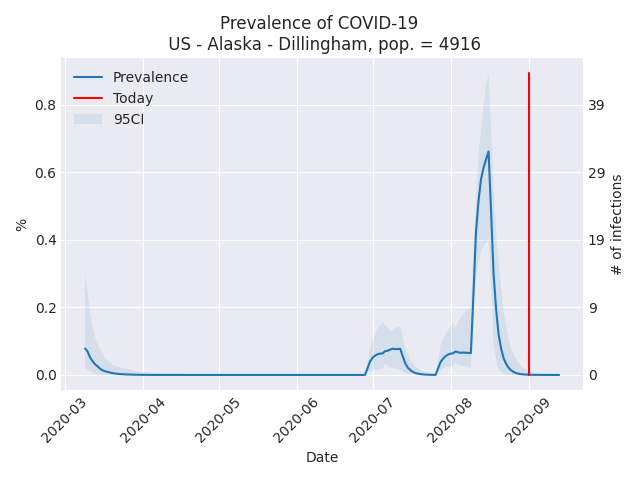 Prevalence of COVID-19
US - Alaska - Dillingham, pop. = 4916
Prevalence
Today
95CI
0.8
0.6
0.4
0.2
0.0
%
39
29
19
9
0
# of infections
2020-03
2020-04
2020-05
2020-06
2020-07
2020-08
2020-09
Date